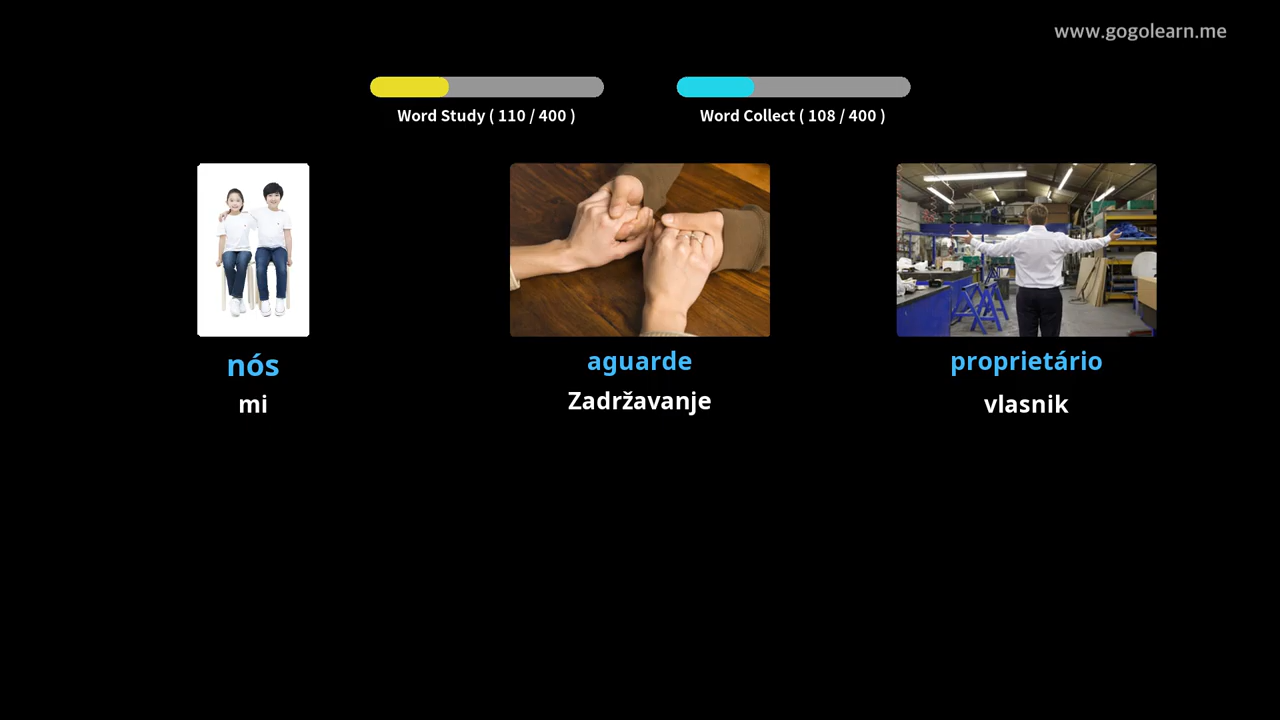 www.gogolearn.me
Word Study ( 110 / 400 )
Word Collect ( 108 / 400 )
nós
aguarde
proprietário
mi
Zadržavanje
vlasnik